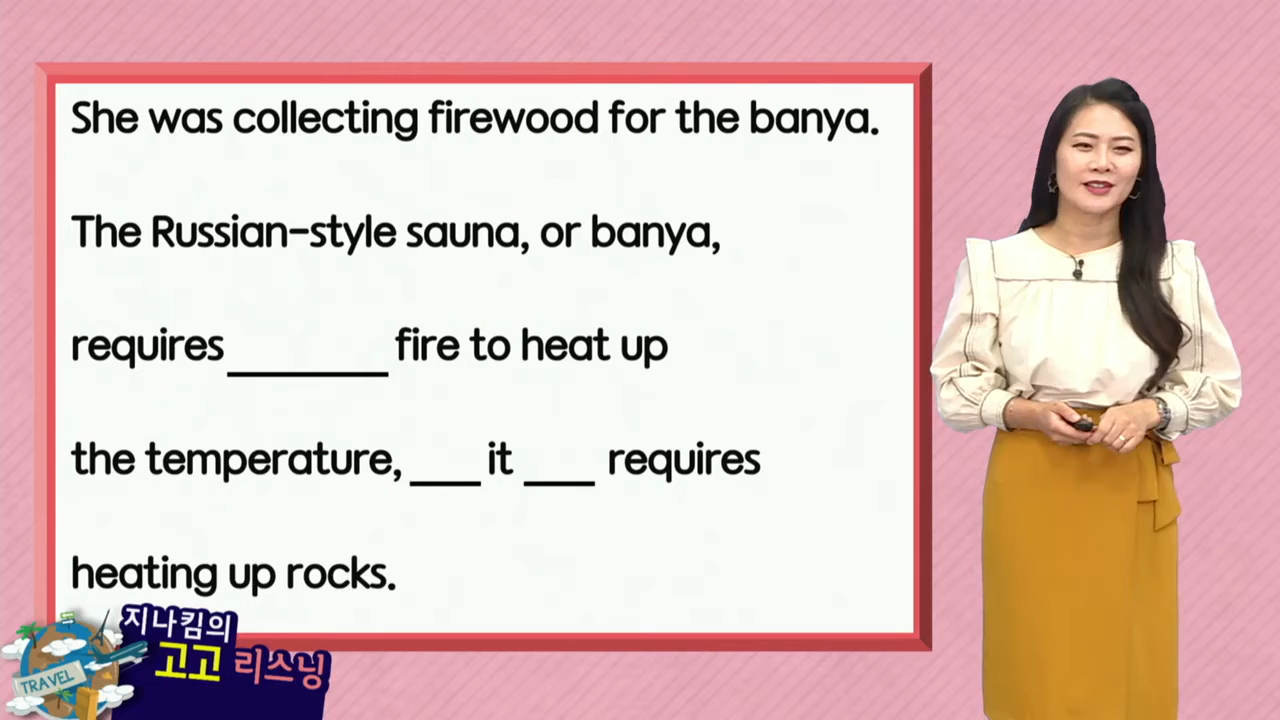 She was collecting firewood for the banya.
The Russian-style sauna, or banya,
requires ______ fire to heat up
the temperature, ___ it ___ requires
heating up rocks.
지나킴의
고고 리스닝
TRAVEL